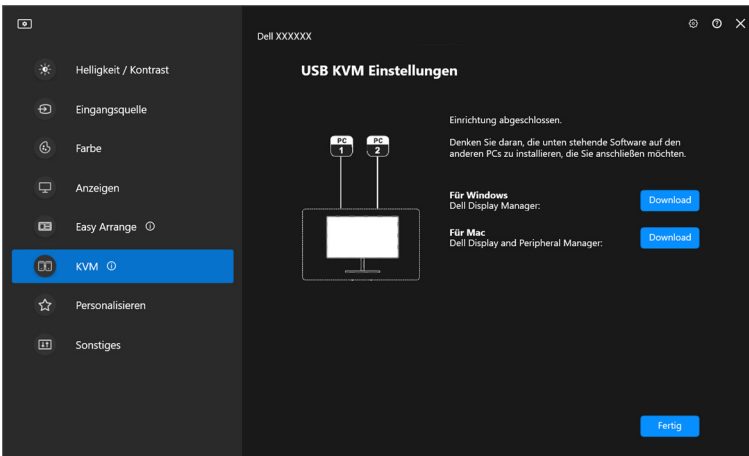 Dell XXXXXX
Helligkeit / Kontrast
Eingangsquelle
Farbe
Anzeigen
Easy Arrange
KVM
Personalisieren
Sonstiges
USB KVM Einstellungen
PC 1
PC 2
Einrichtung abgeschlossen.
Denken Sie daran, die unten stehende Software auf den
anderen PCs zu installieren, die Sie anschließen möchten.
Für Windows
Dell Display Manager:
Download
Für Mac
Dell Display and Peripheral Manager:
Download
Fertig